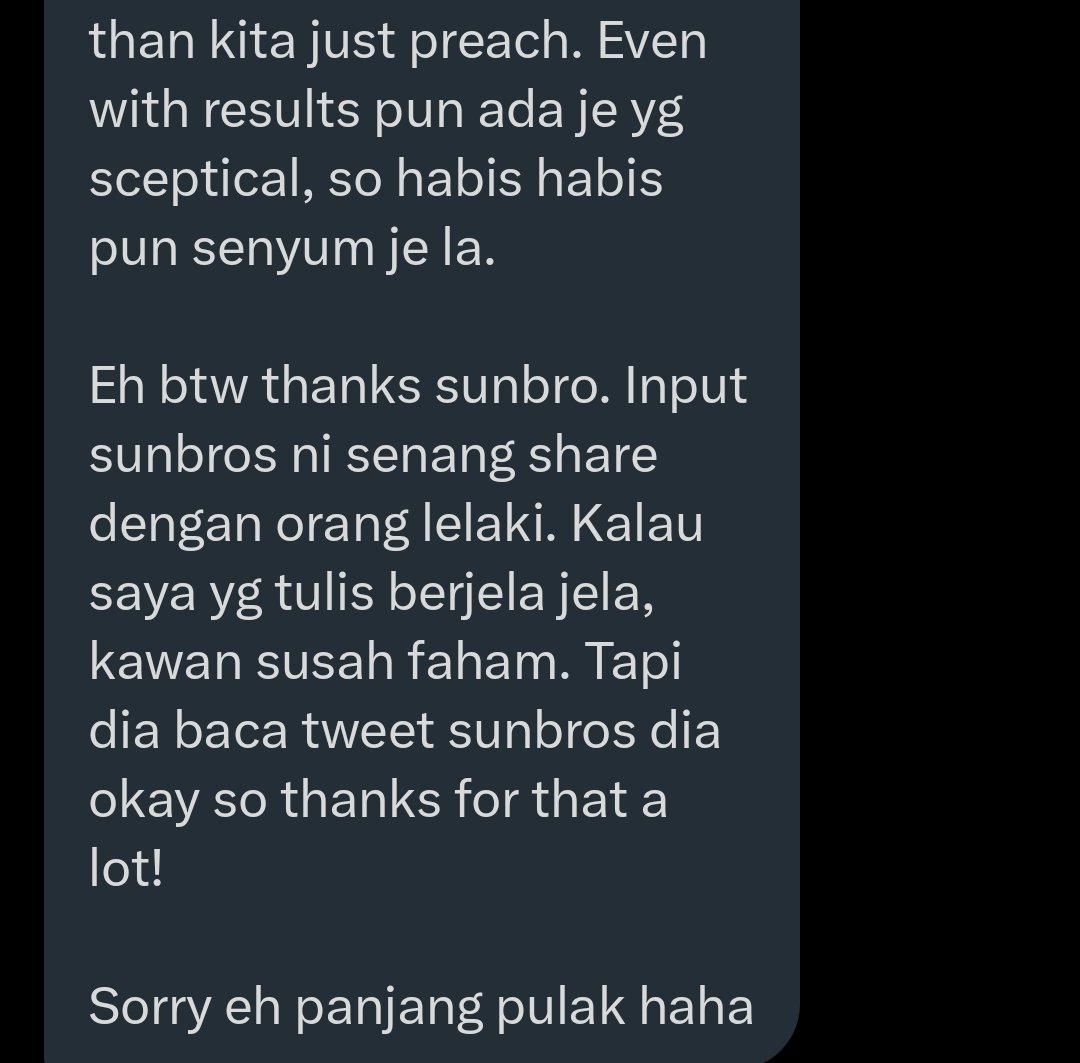 than kita just preach. Even
with results pun ada je yg
sceptical, so habis habis
pun senyum je la.
Eh btw thanks sunbro. Input
sunbros ni senang share
dengan orang lelaki. Kalau
saya yg tulis berjela jela,
kawan susah faham. Tapi
dia baca tweet sunbros dia
okay so thanks for that a
lot!
Sorry eh panjang pulak haha